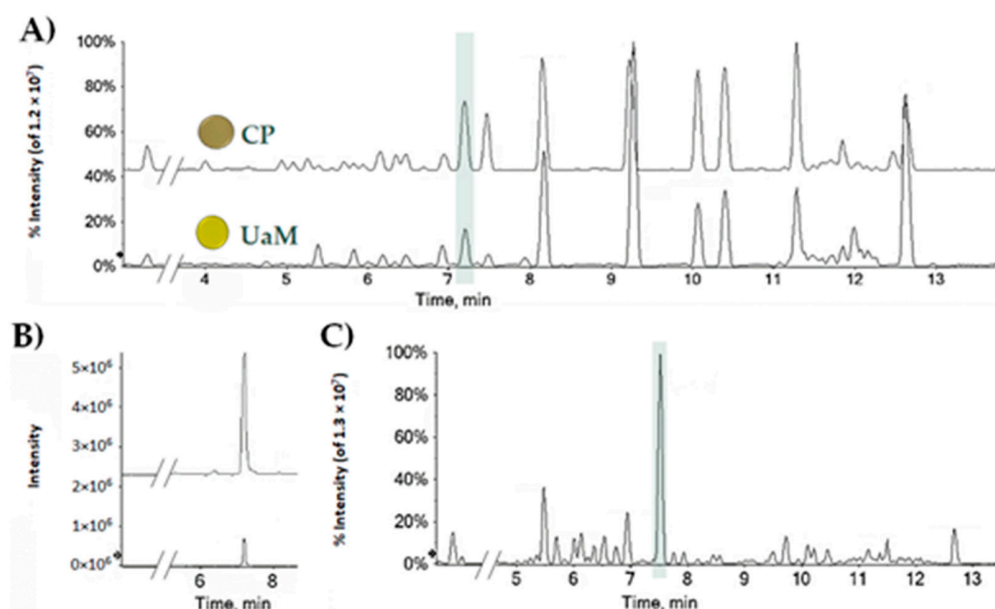 A)
% Intensity (of 1.2 × 10⁷)
100%
80%
60%
40%
20%
0%
CP
UaM
4 5 6 7 8 9 10 11 12 13
Time, min
B)
Intensity
5×10⁶
4×10⁶
3×10⁶
2×10⁶
1×10⁶
0×10⁶
6 8
Time, min
C)
% Intensity (of 1.3 × 10⁷)
100%
80%
60%
40%
20%
0%
5 6 7 8 9 10 11 12 13
Time, min